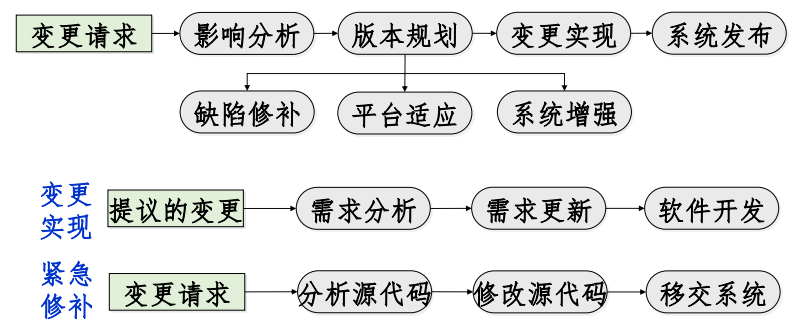 变更请求 影响分析 版本规划 变更实现 系统发布
缺陷修补 平台适应 系统增强
变更
实现
提议的变更 需求分析 需求更新 软件开发
紧急
修补
变更请求 分析源代码 修改源代码 移交系统